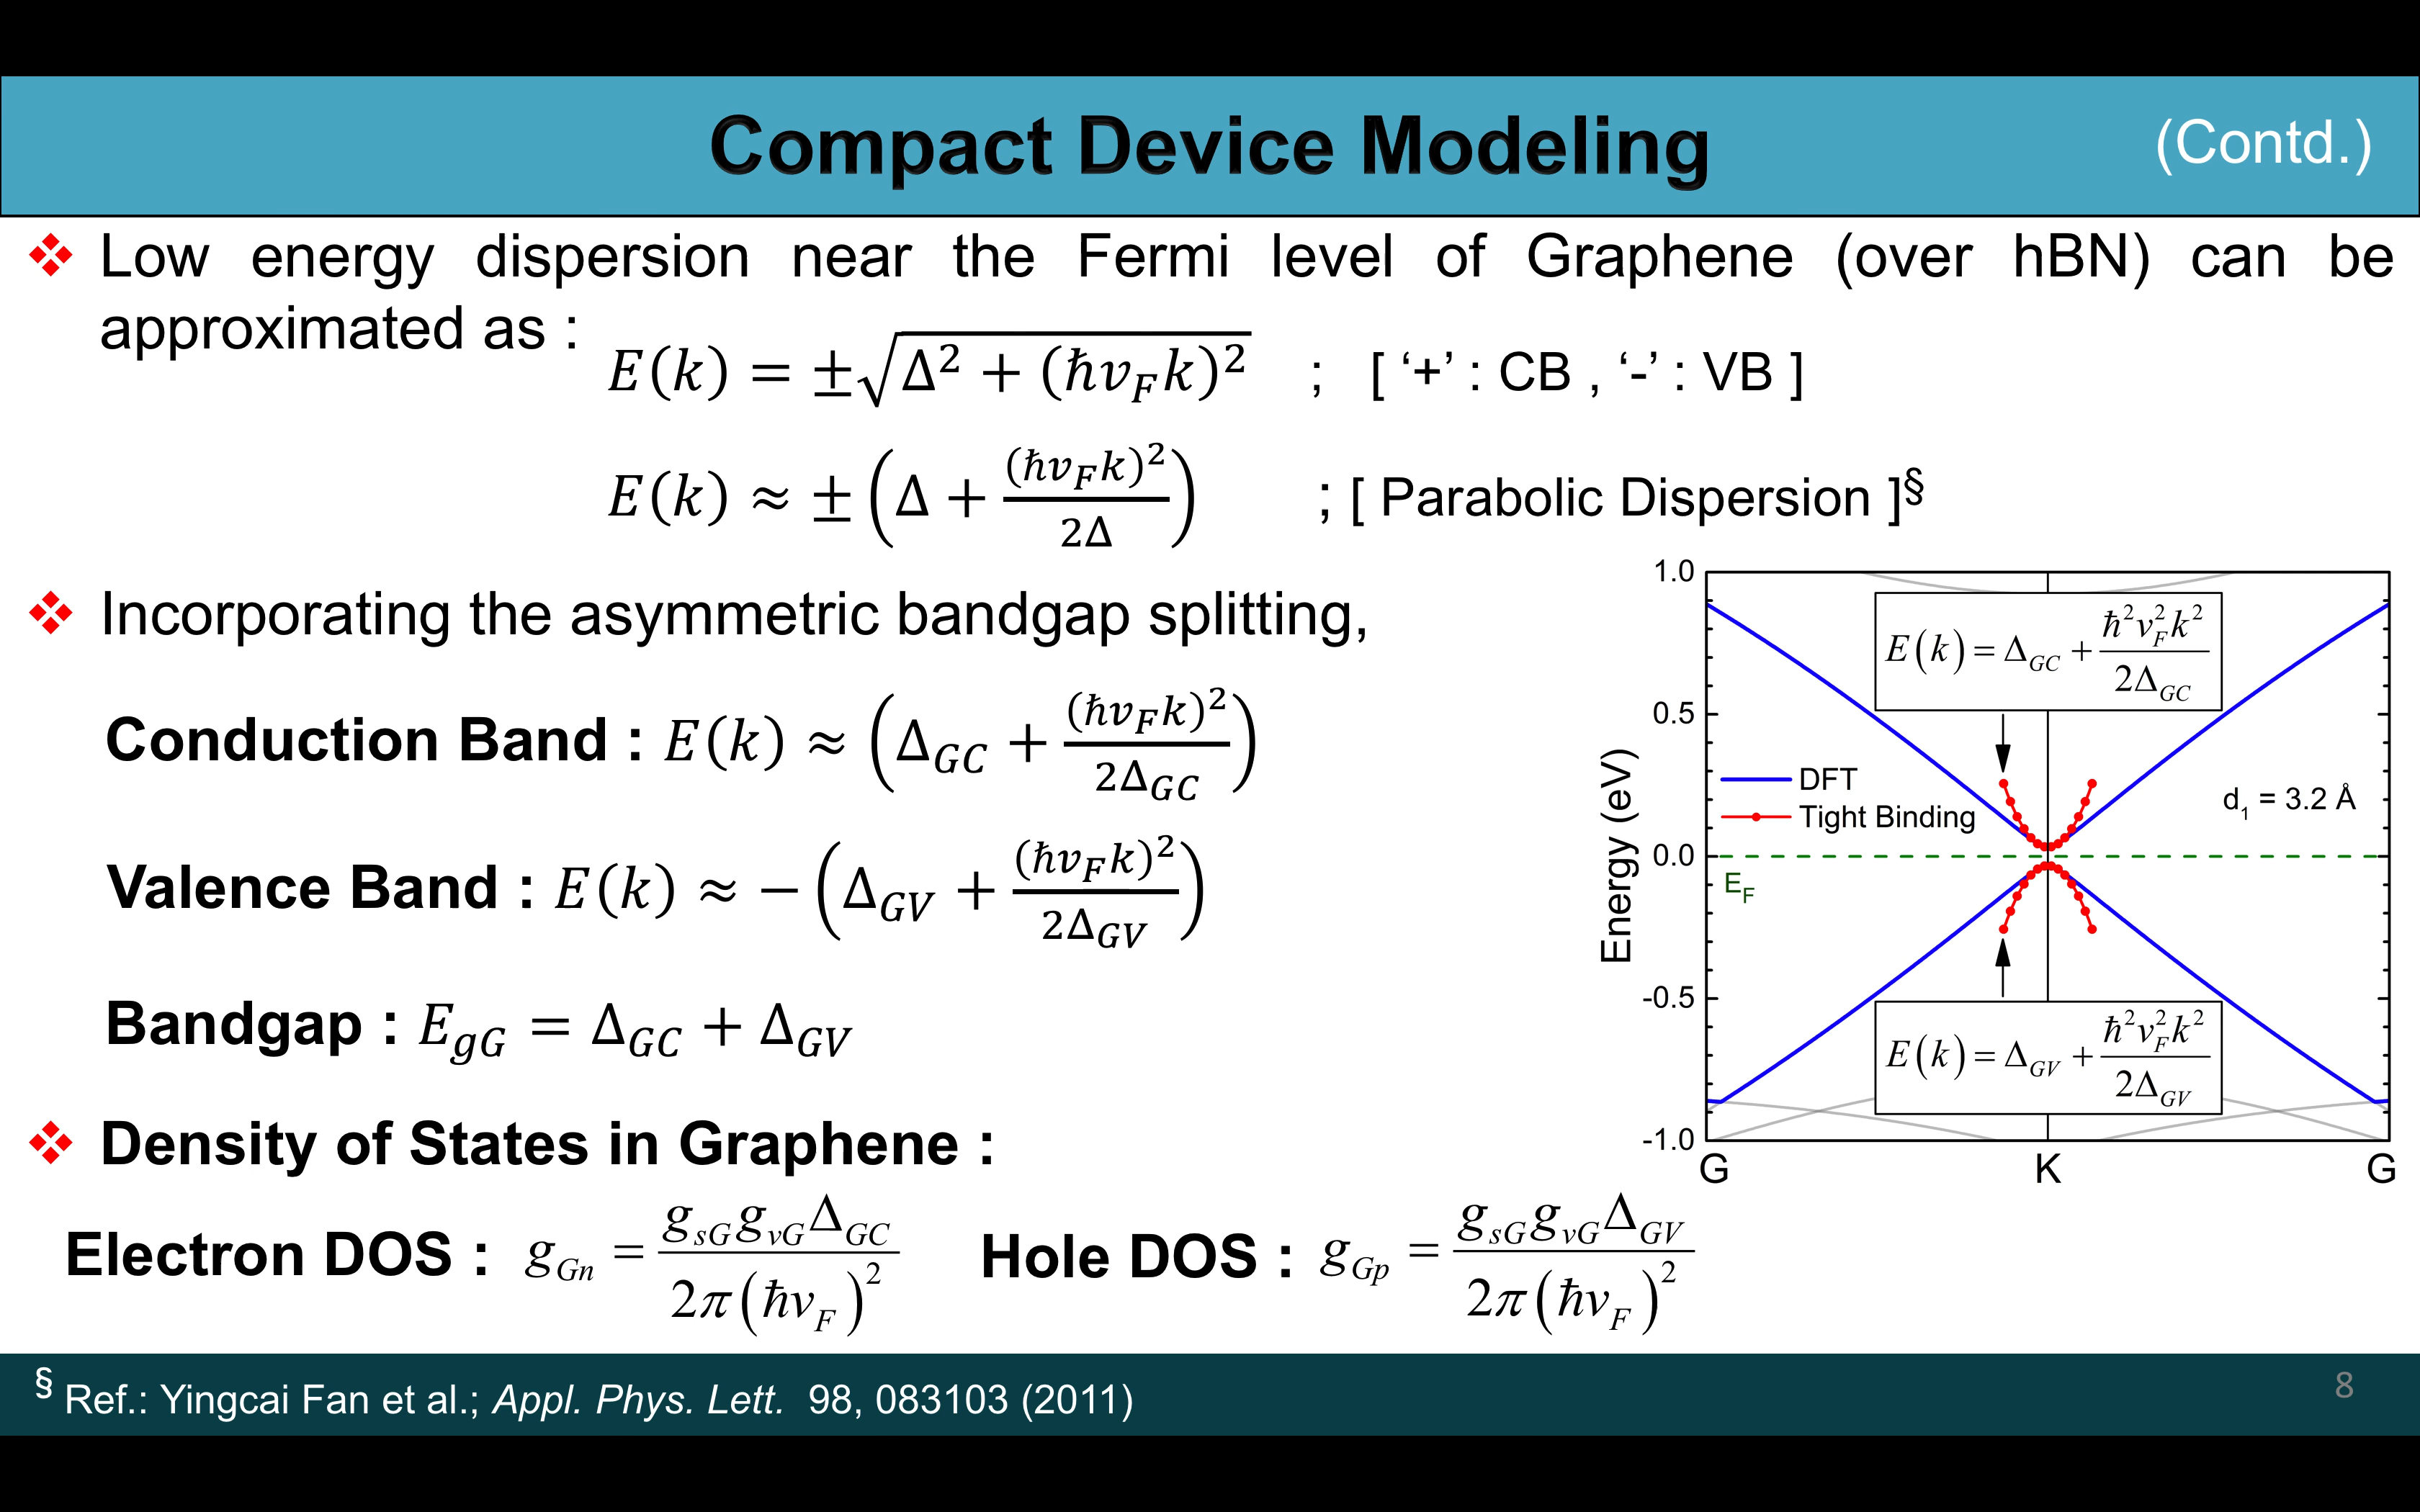 Compact Device Modeling
(Contd.)
❖ Low energy dispersion near the Fermi level of Graphene (over hBN) can be
approximated as :
E(k) = ±√(Δ² + (ħv_F k)²) ; [ ‘+’ : CB , ‘-’ : VB ]
E(k) ≈ ±(Δ + (ħv_F k)²/2Δ) ; [ Parabolic Dispersion ]§
❖ Incorporating the asymmetric bandgap splitting,
Conduction Band : E(k) ≈ (Δ_GC + (ħv_F k)²/2Δ_GC)
Valence Band : E(k) ≈ −(Δ_GV + (ħv_F k)²/2Δ_GV)
Bandgap : E_gG = Δ_GC + Δ_GV
❖ Density of States in Graphene :
Electron DOS : g_Gn = g_sG g_vG Δ_GC / 2π(ħv_F)²
Hole DOS : g_Gp = g_sG g_vG Δ_GV / 2π(ħv_F)²
Energy (eV)
1.0
0.5
0.0
-0.5
-1.0
E(k) = Δ_GC + ħ²v_F²k²/2Δ_GC
DFT
Tight Binding
d₁ = 3.2 Å
E_F
E(k) = Δ_GV + ħ²v_F²k²/2Δ_GV
G K G
§ Ref.: Yingcai Fan et al.; Appl. Phys. Lett. 98, 083103 (2011)
8